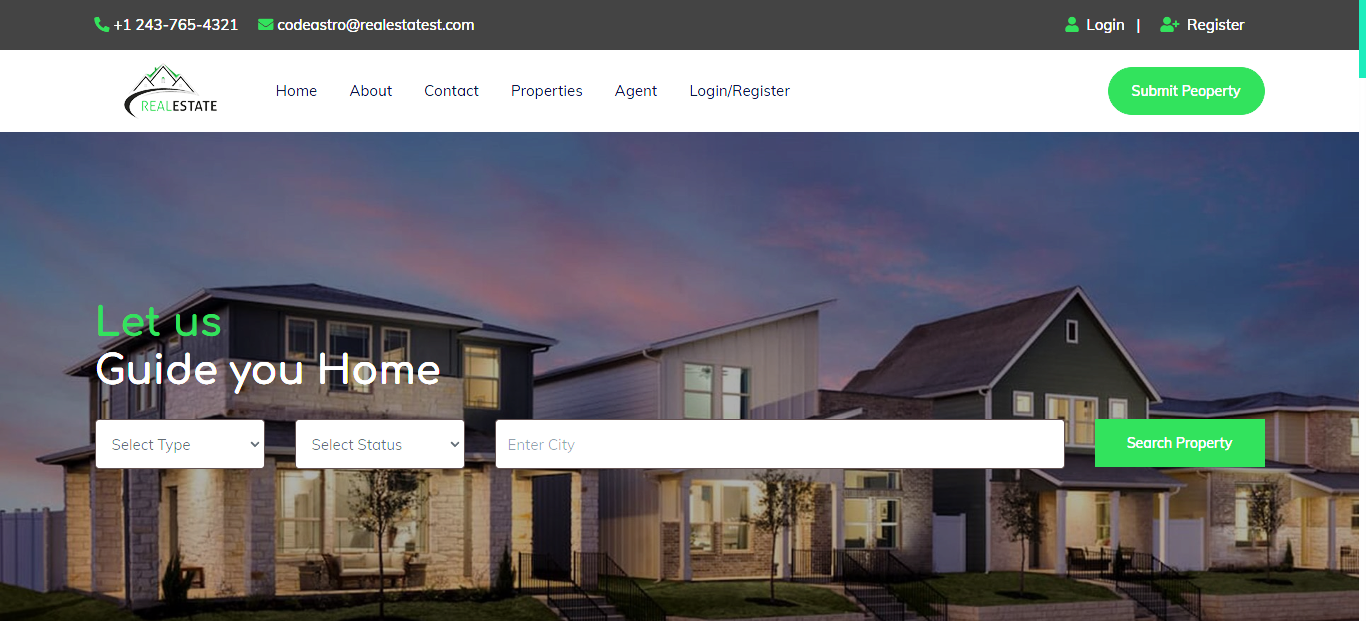 +1 243-765-4321 codeastro@realestatest.com Login | Register
REALESTATE Home About Contact Properties Agent Login/Register Submit Peoperty
Let us
Guide you Home
Select Type Select Status Enter City Search Property